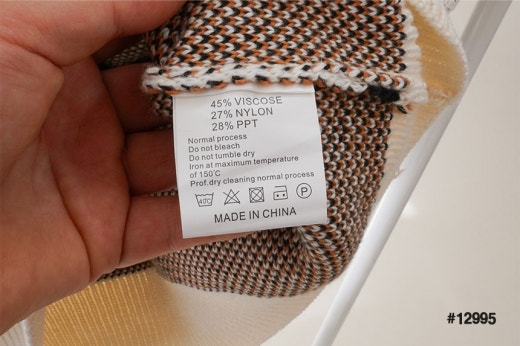 45% VISCOSE
27% NYLON
28% PPT
Normal process
Do not bleach
Do not tumble dry
Iron at maximum temperature
of 150℃
Prof.dry cleaning normal process
40℃ P
MADE IN CHINA
#12995